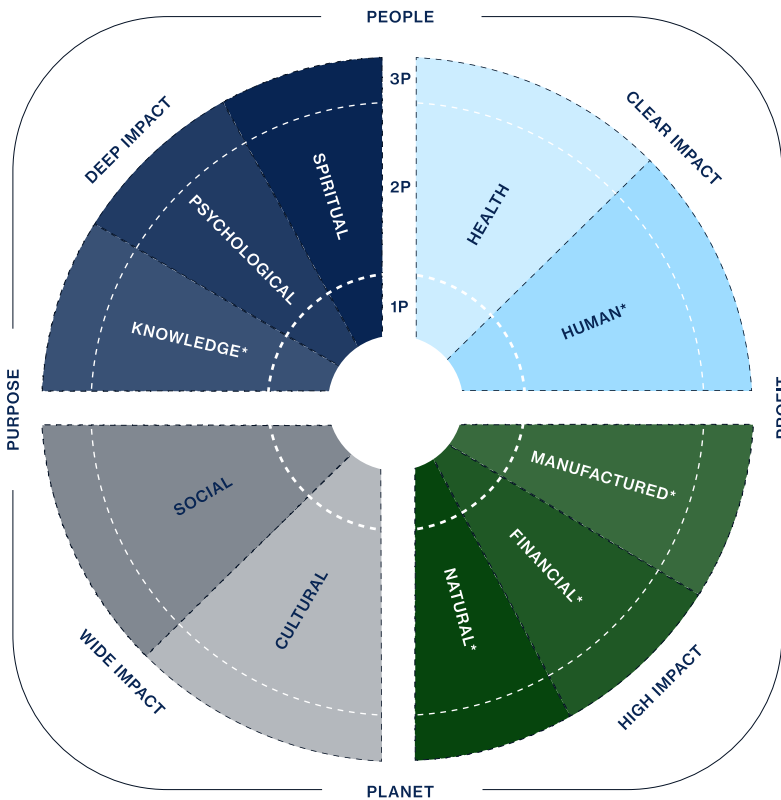 PEOPLE
3P
DEEP IMPACT
CLEAR IMPACT
SPIRITUAL
2P
HEALTH
PSYCHOLOGICAL
1P
HUMAN*
KNOWLEDGE*
PURPOSE
MANUFACTURED*
SOCIAL
FINANCIAL*
CULTURAL
NATURAL*
WIDE IMPACT
HIGH IMPACT
PLANET